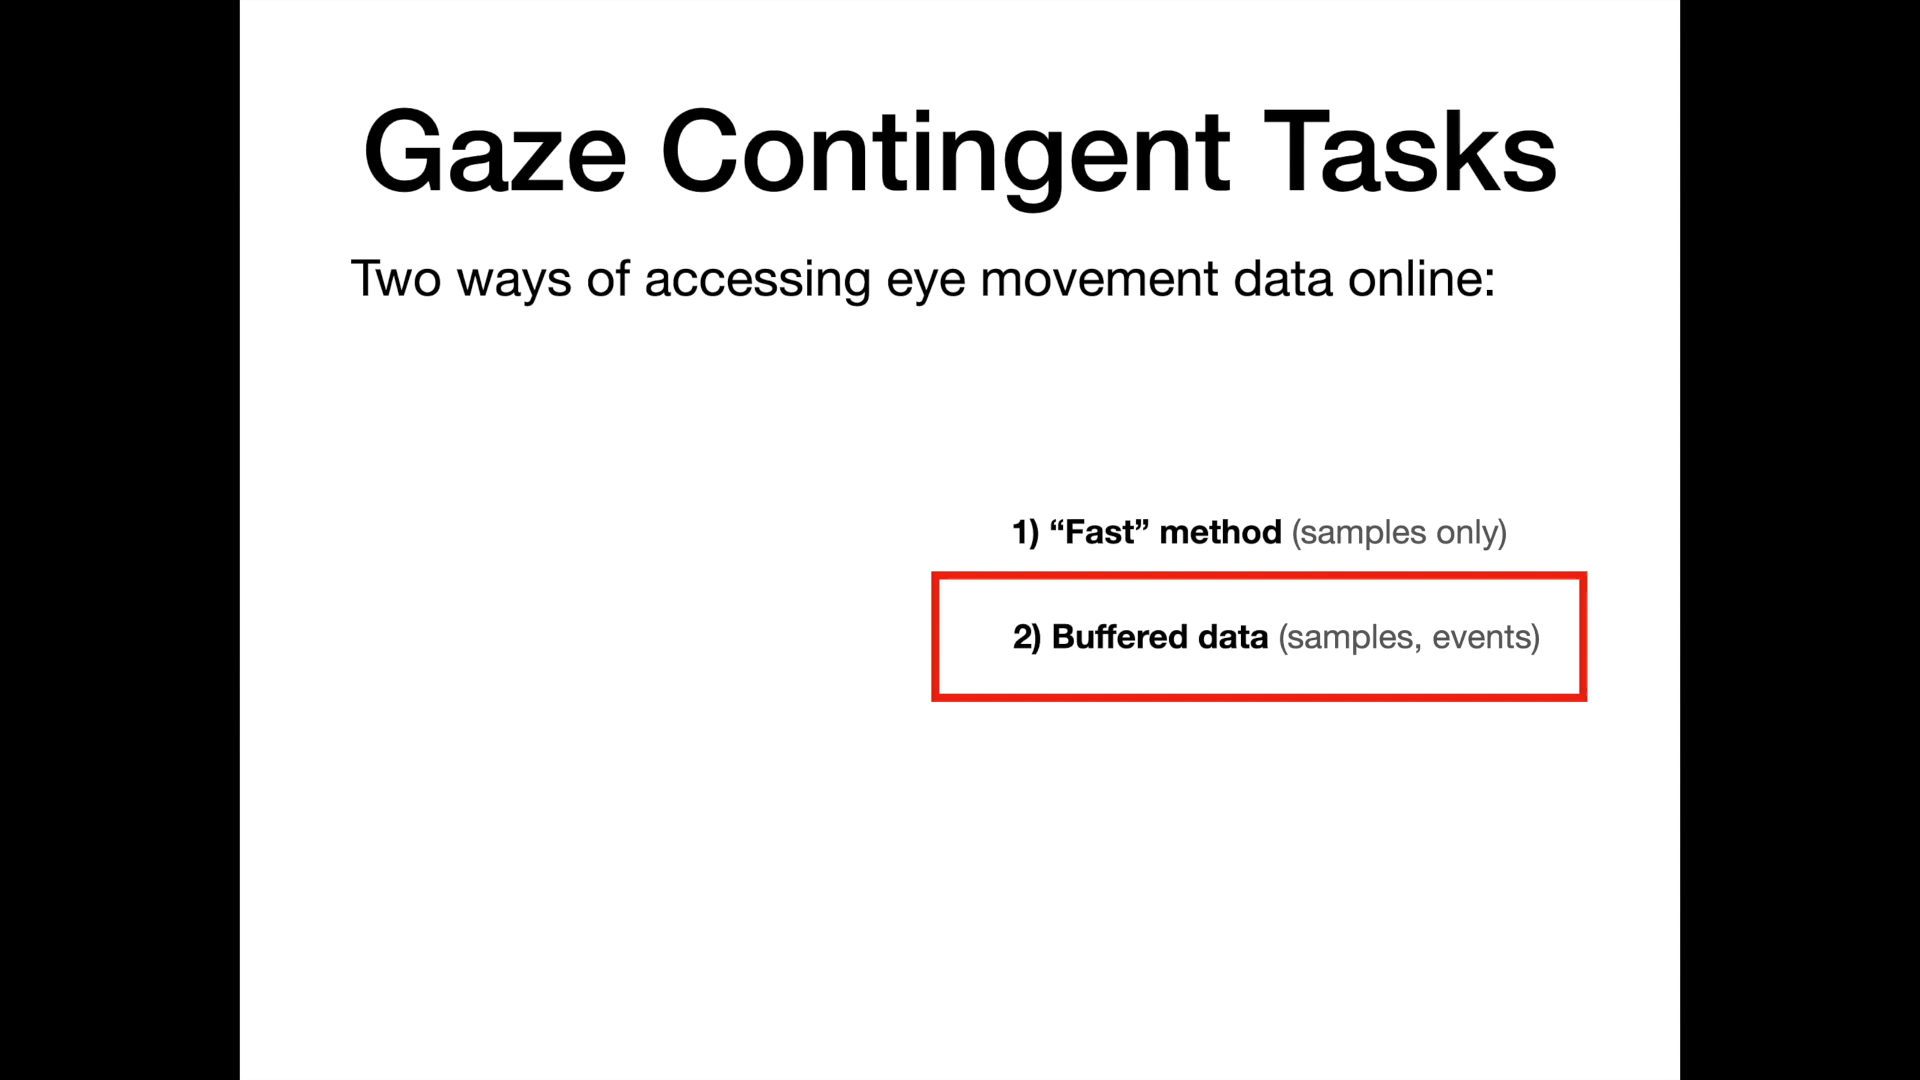 Gaze Contingent Tasks
Two ways of accessing eye movement data online:
1) “Fast” method (samples only)
2) Buffered data (samples, events)